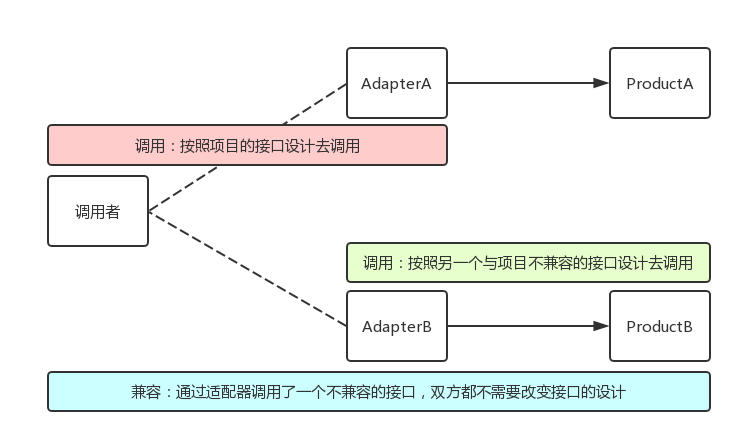 AdapterA
ProductA
调用：按照项目的接口设计去调用
调用者
调用：按照另一个与项目不兼容的接口设计去调用
AdapterB
ProductB
兼容：通过适配器调用了一个不兼容的接口，双方都不需要改变接口的设计